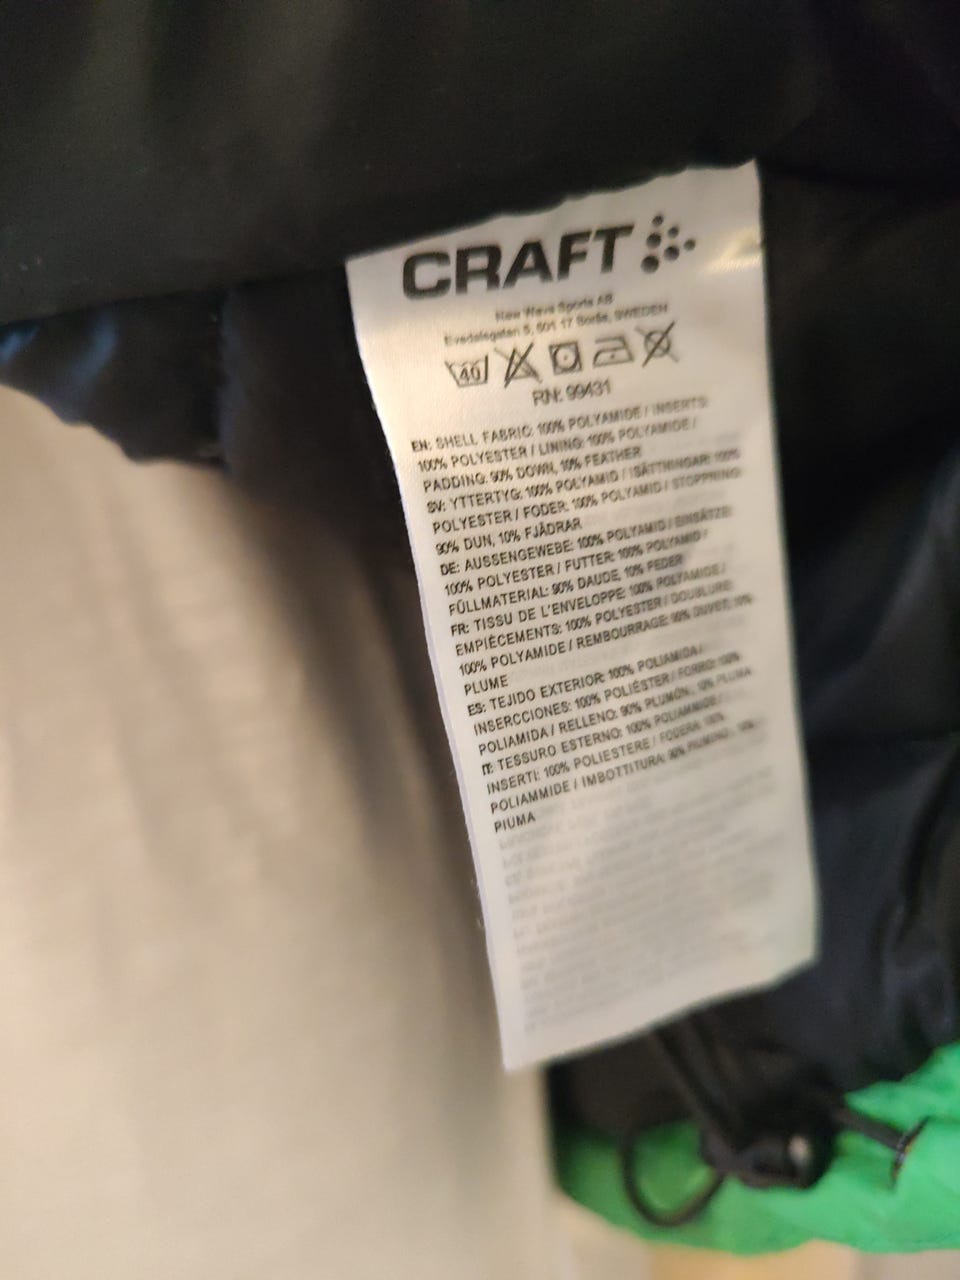 CRAFT
New Wave Sports AB
Evedalsgatan 5, 501 17 Borås, SWEDEN
40
RN: 99431
EN: SHELL FABRIC: 100% POLYAMIDE / INSERTS:
100% POLYESTER / LINING: 100% POLYAMIDE /
PADDING: 90% DOWN, 10% FEATHER
SV: YTTERTYG: 100% POLYAMID / ISÄTTNINGAR: 100%
POLYESTER / FODER: 100% POLYAMID / STOPPNING:
90% DUN, 10% FJÄDRAR
DE: AUSSENGEWEBE: 100% POLYAMID / EINSÄTZE:
100% POLYESTER / FUTTER: 100% POLYAMID /
FÜLLMATERIAL: 90% DAUDE, 10% FEDER
FR: TISSU DE L'ENVELOPPE: 100% POLYAMIDE /
EMPIÈCEMENTS: 100% POLYESTER / DOUBLURE:
100% POLYAMIDE / REMBOURRAGE: 90% DUVET, 10%
PLUME
ES: TEJIDO EXTERIOR: 100% POLIAMIDA /
INSERCCIONES: 100% POLIÉSTER / FORRO: 100%
POLIAMIDA / RELLENO: 90% PLUMÓN, 10% PLUMA
IT: TESSURO ESTERNO: 100% POLIAMMIDE /
INSERTI: 100% POLIESTERE / FODERA: 100%
POLIAMMIDE / IMBOTTITURA: 90% PIUMINO,
PIUMA